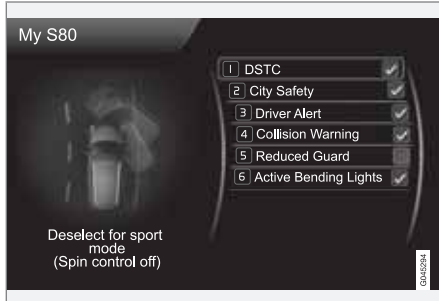 My S80
1 DSTC
2 City Safety
3 Driver Alert
4 Collision Warning
5 Reduced Guard
6 Active Bending Lights
Deselect for sport
mode
(Spin control off)
G045294